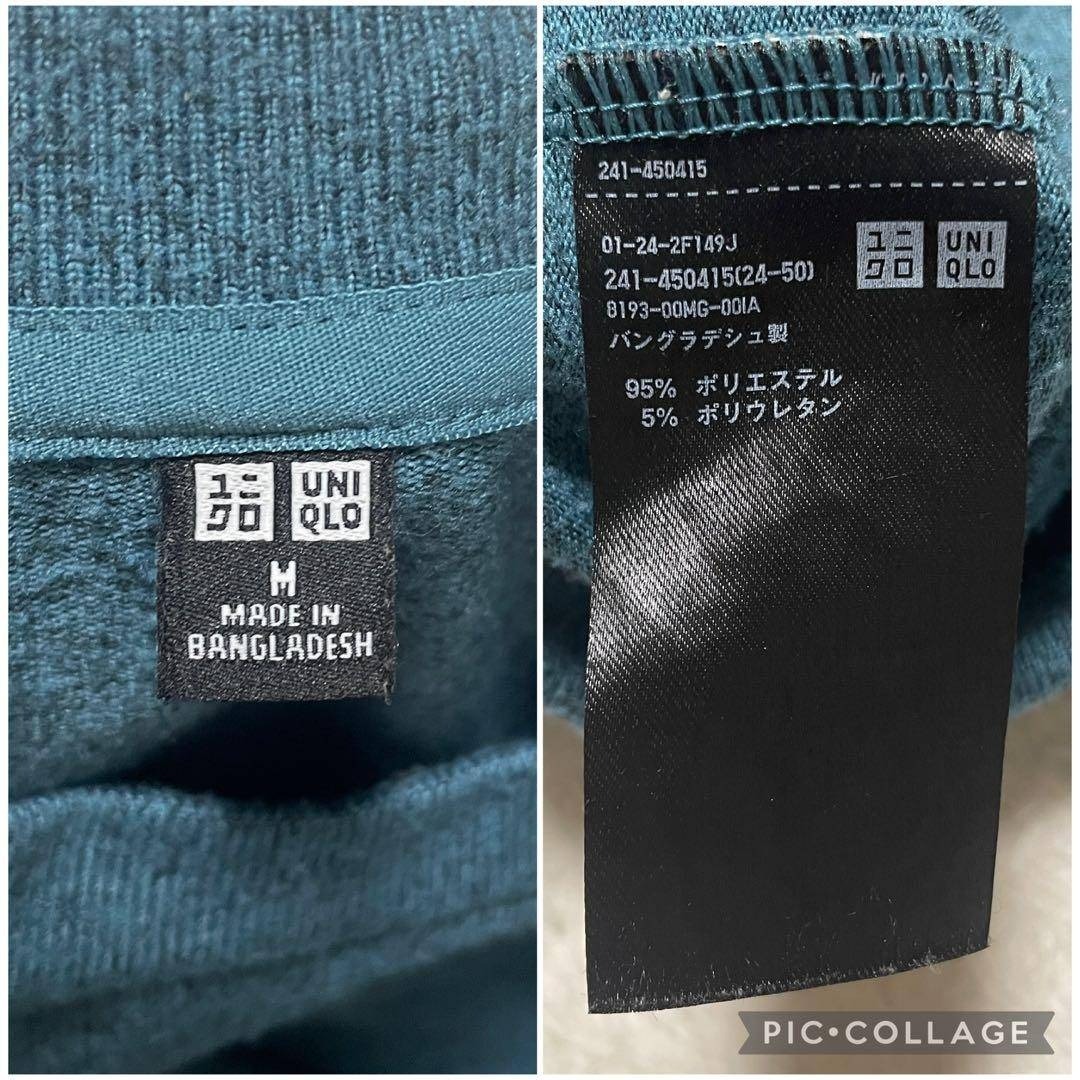 ユニ
クロ
UNI
QLO
M
MADE IN
BANGLADESH
241-450415
01-24-2F149J
241-450415(24-50)
8193-00MG-00IA
バングラデシュ製
95% ポリエステル
5% ポリウレタン
ユニ
クロ
UNI
QLO
PIC•COLLAGE